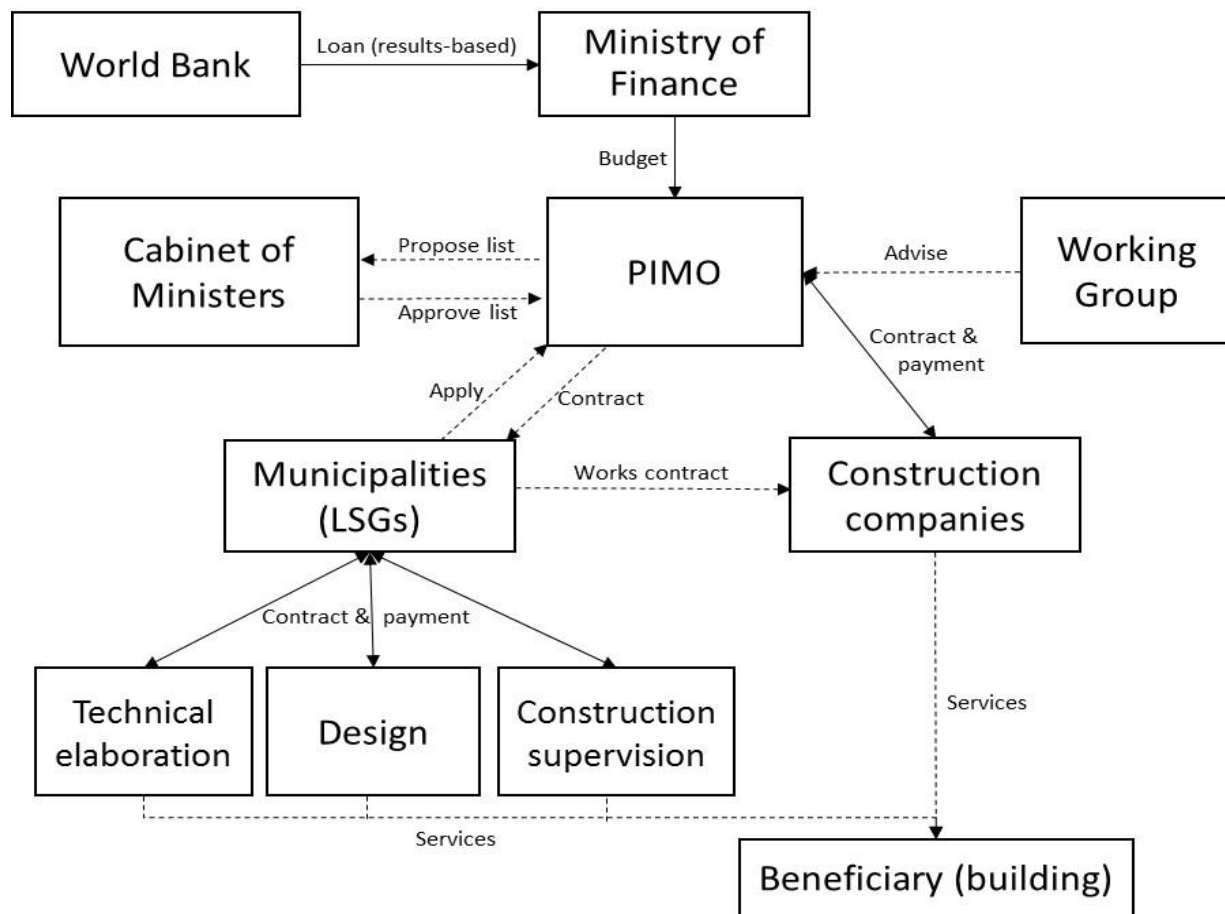 World Bank
Loan (results-based)
Ministry of
Finance
Budget
Cabinet of
Ministers
Propose list
Approve list
PIMO
Advise
Working
Group
Contract &
payment
Apply
Contract
Municipalities
(LSGs)
Works contract
Construction
companies
Contract & payment
Technical
elaboration
Design
Construction
supervision
Services
Services
Beneficiary (building)